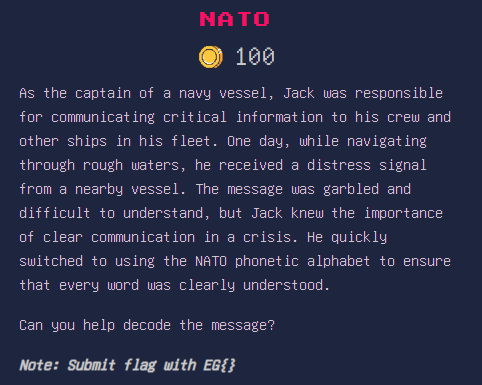 NATO
100
As the captain of a navy vessel, Jack was responsible
for communicating critical information to his crew and
other ships in his fleet. One day, while navigating
through rough waters, he received a distress signal
from a nearby vessel. The message was garbled and
difficult to understand, but Jack knew the importance
of clear communication in a crisis. He quickly
switched to using the NATO phonetic alphabet to ensure
that every word was clearly understood.
Can you help decode the message?
Note: Submit flag with EG{}